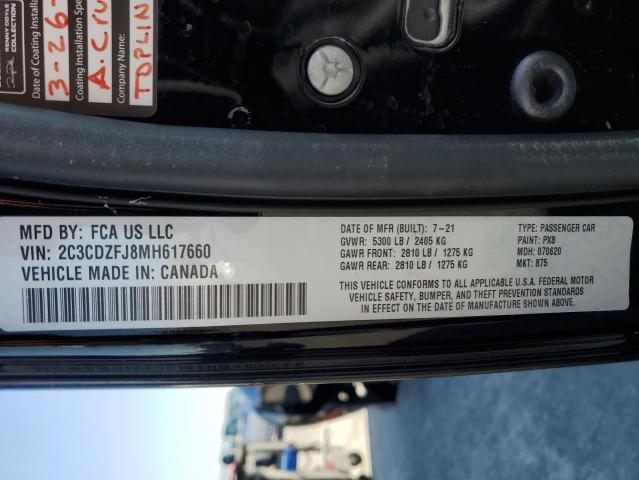 RENNY DOYLE
COLLECTION
Date of Coating Installation
3-26-
Coating Installation Spe
A.Cru
Company Name:
TOPLIN
MFD BY: FCA US LLC
VIN: 2C3CDZFJ8MH617660
VEHICLE MADE IN: CANADA
DATE OF MFR (BUILT): 7-21
GVWR: 5300 LB / 2405 KG
GAWR FRONT: 2810 LB / 1275 KG
GAWR REAR: 2810 LB / 1275 KG
TYPE: PASSENGER CAR
PAINT: PX8
MDH: 070620
MKT: 875
THIS VEHICLE CONFORMS TO ALL APPLICABLE U.S.A. FEDERAL MOTOR
VEHICLE SAFETY, BUMPER, AND THEFT PREVENTION STANDARDS
IN EFFECT ON THE DATE OF MANUFACTURE SHOWN ABOVE.